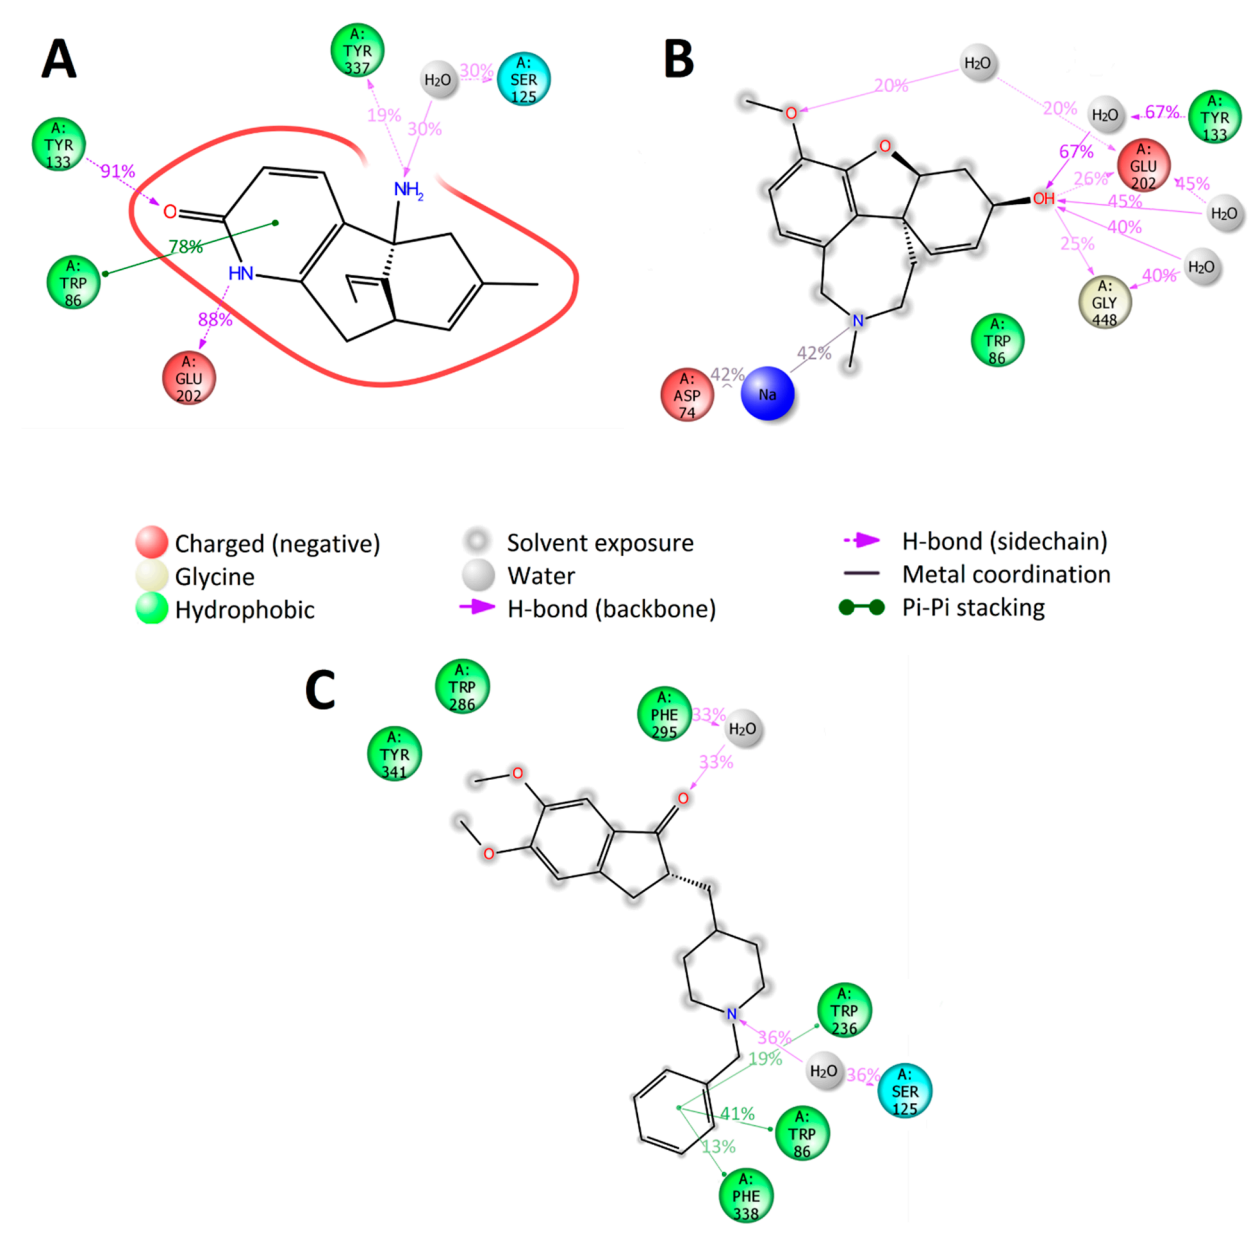 A
A:
TYR
337
H₂O
30%
A:
SER
125
19%
30%
A:
TYR
133
91%
NH₂
O
78%
HN
A:
TRP
86
88%
A:
GLU
202
B
H₂O
20%
20%
O
H₂O
67%
A:
TYR
133
O
67%
A:
GLU
202
26%
45%
OH
45%
H₂O
40%
25%
H₂O
40%
A:
GLY
448
N
A:
TRP
86
42%
42%
A:
ASP
74
Na
Charged (negative)
Glycine
Hydrophobic
Solvent exposure
Water
H-bond (backbone)
H-bond (sidechain)
Metal coordination
Pi-Pi stacking
C
A:
TRP
286
A:
TYR
341
A:
PHE
295
33%
H₂O
33%
O
O
O
N
A:
TRP
236
36%
19%
H₂O
36%
A:
SER
125
41%
A:
TRP
86
13%
A:
PHE
338